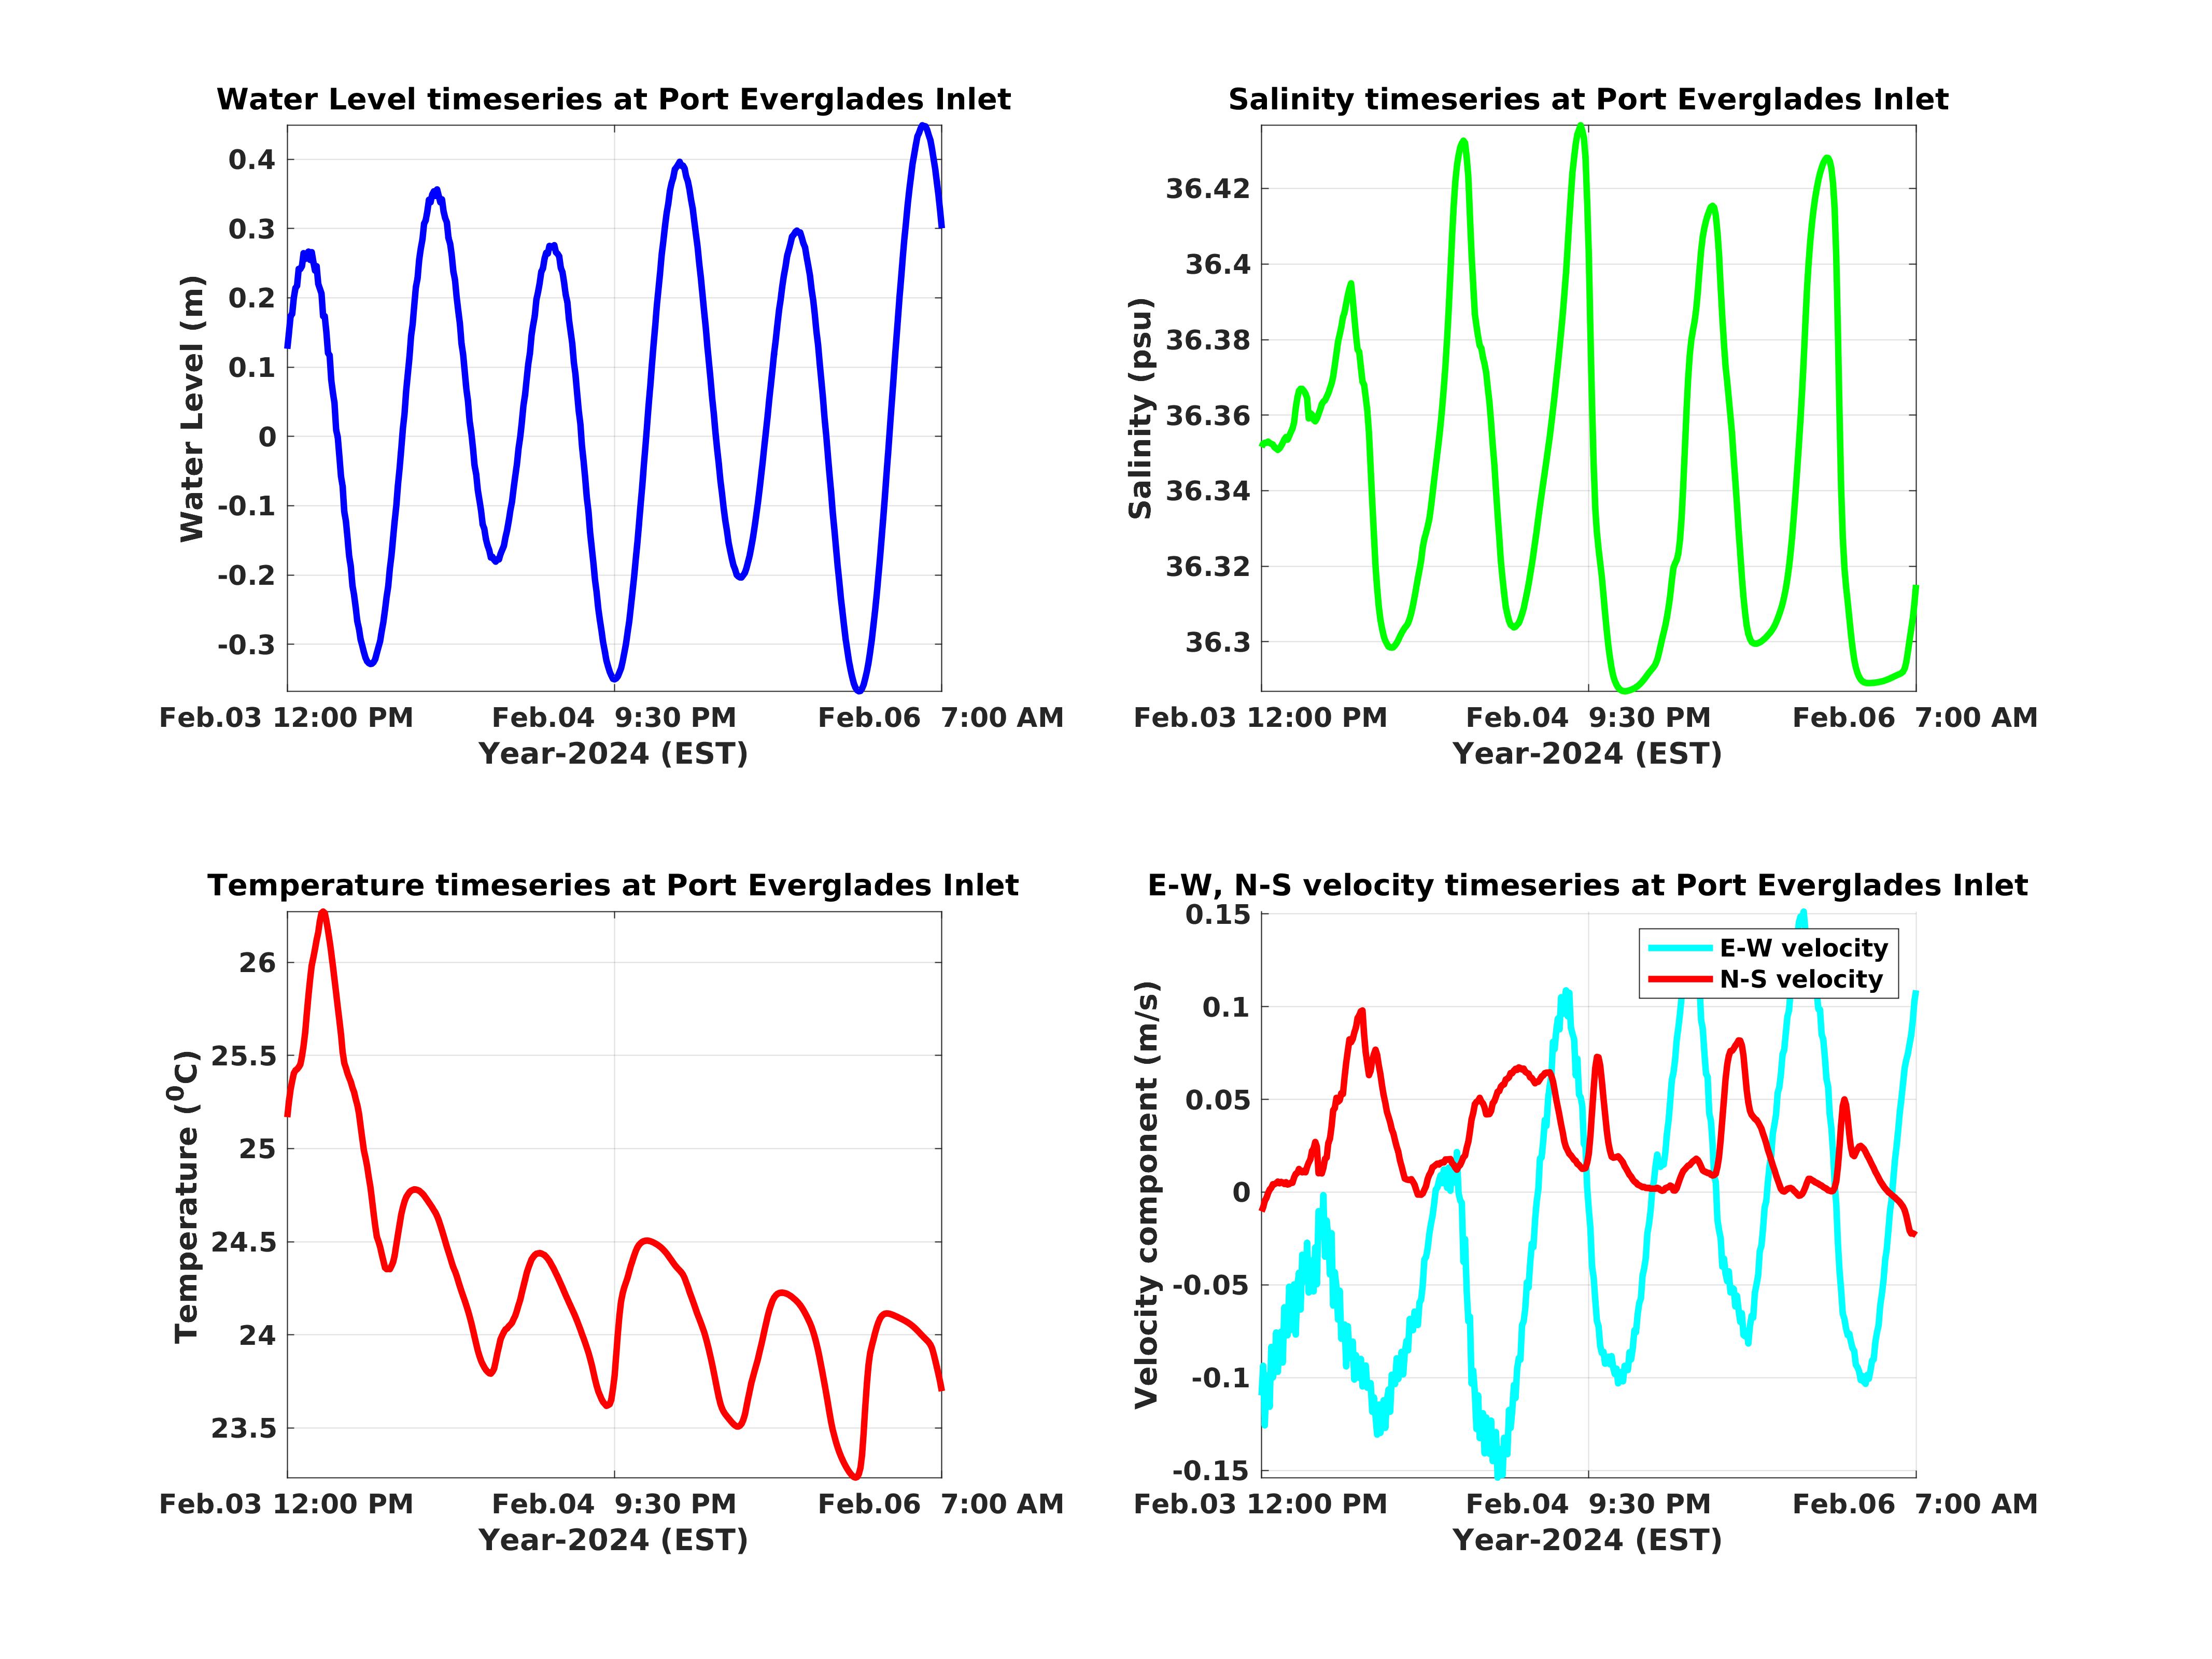 Water Level timeseries at Port Everglades Inlet
0.4
0.3
0.2
0.1
0
-0.1
-0.2
-0.3
Water Level (m)
Feb.03 12:00 PM Feb.04 9:30 PM Feb.06 7:00 AM
Year-2024 (EST)
Salinity timeseries at Port Everglades Inlet
36.42
36.4
36.38
36.36
36.34
36.32
36.3
Salinity (psu)
Feb.03 12:00 PM Feb.04 9:30 PM Feb.06 7:00 AM
Year-2024 (EST)
Temperature timeseries at Port Everglades Inlet
26
25.5
25
24.5
24
23.5
Temperature (⁰C)
Feb.03 12:00 PM Feb.04 9:30 PM Feb.06 7:00 AM
Year-2024 (EST)
E-W, N-S velocity timeseries at Port Everglades Inlet
0.15
0.1
0.05
0
-0.05
-0.1
-0.15
Velocity component (m/s)
E-W velocity
N-S velocity
Feb.03 12:00 PM Feb.04 9:30 PM Feb.06 7:00 AM
Year-2024 (EST)